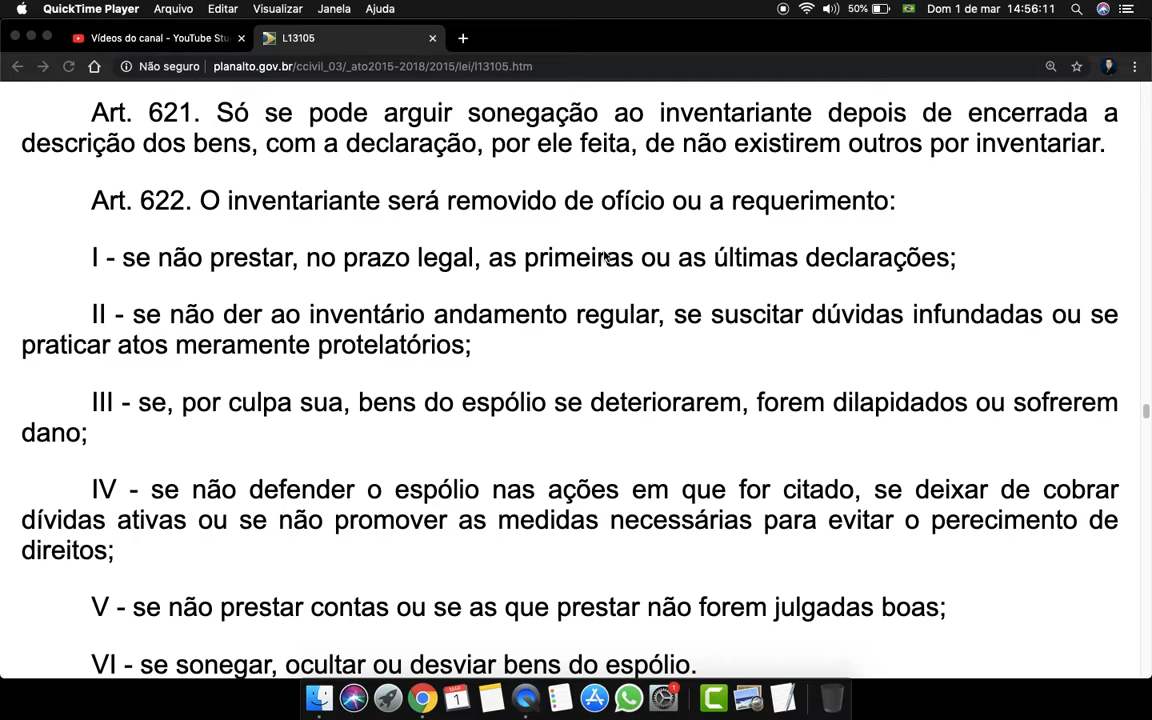 QuickTime Player Arquivo Editar Visualizar Janela Ajuda 50% Dom 1 de mar 14:56:11
Vídeos do canal - YouTube Stu L13105
Não seguro planalto.gov.br/ccivil_03/_ato2015-2018/2015/lei/l13105.htm
Art. 621. Só se pode arguir sonegação ao inventariante depois de encerrada a
descrição dos bens, com a declaração, por ele feita, de não existirem outros por inventariar.
Art. 622. O inventariante será removido de ofício ou a requerimento:
I - se não prestar, no prazo legal, as primeiras ou as últimas declarações;
II - se não der ao inventário andamento regular, se suscitar dúvidas infundadas ou se
praticar atos meramente protelatórios;
III - se, por culpa sua, bens do espólio se deteriorarem, forem dilapidados ou sofrerem
dano;
IV - se não defender o espólio nas ações em que for citado, se deixar de cobrar
dívidas ativas ou se não promover as medidas necessárias para evitar o perecimento de
direitos;
V - se não prestar contas ou se as que prestar não forem julgadas boas;
VI - se sonegar, ocultar ou desviar bens do espólio.